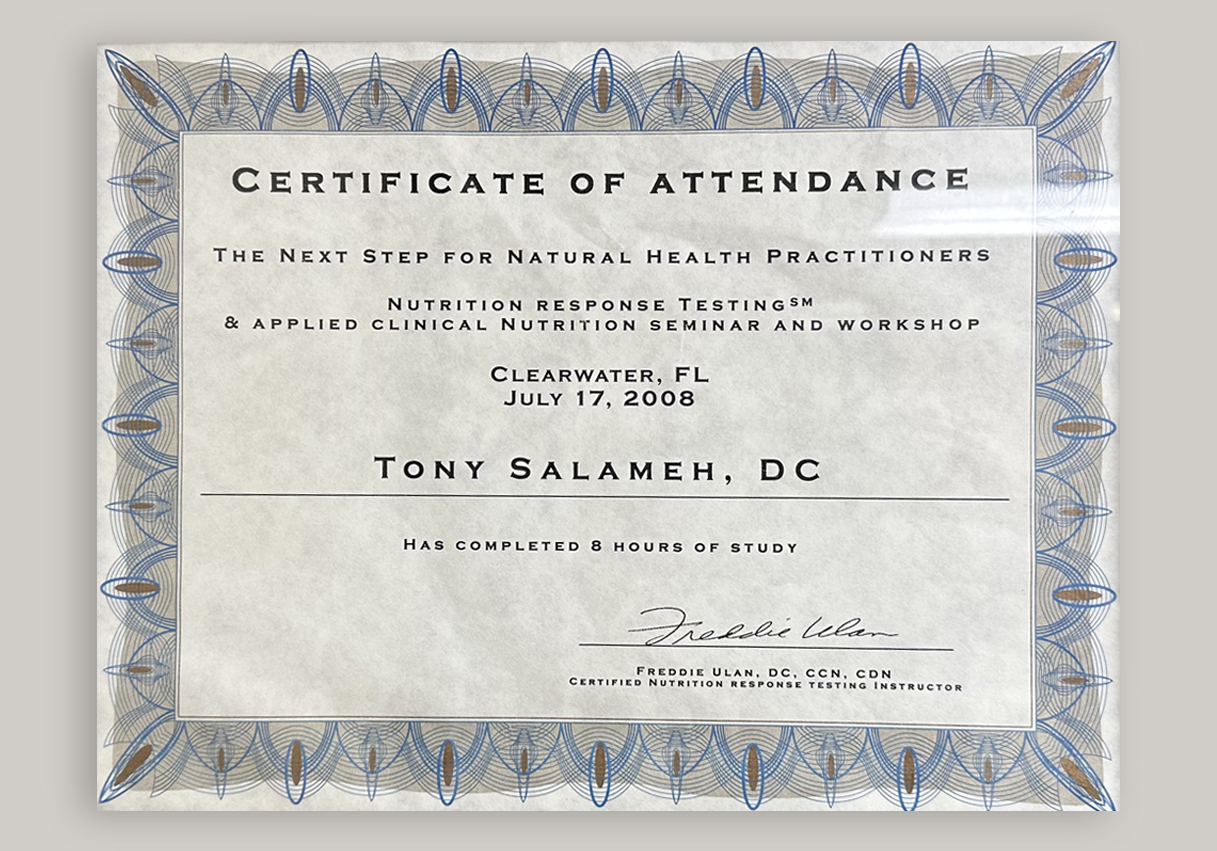 Certificate of attendance
The Next Step for Natural Health Practitioners
Nutrition response Testing℠
& applied clinical Nutrition seminar and workshop
Clearwater, FL
July 17, 2008
Tony Salameh, DC
Has completed 8 hours of study
Freddie Ulan
Freddie Ulan, DC, CCN, CDN
Certified Nutrition response testing Instructor